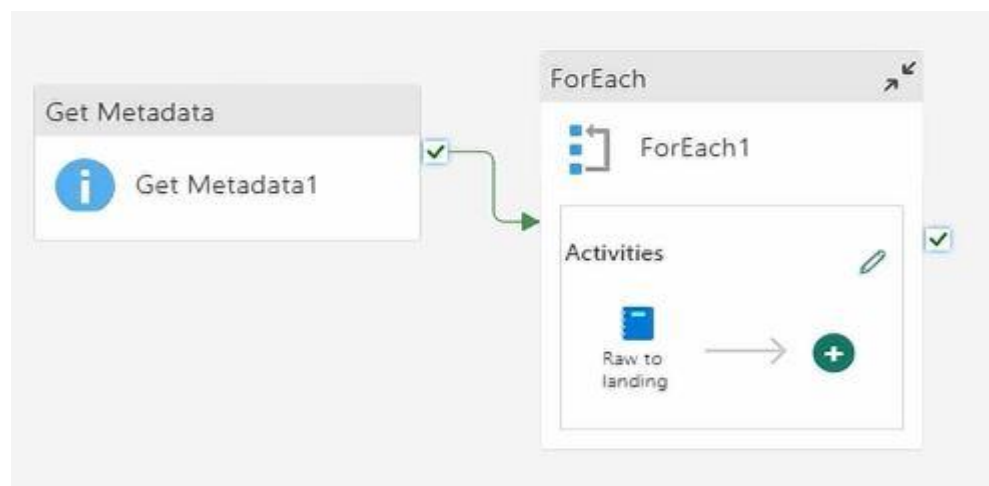 Get Metadata
Get Metadata1
ForEach
ForEach1
Activities
Raw to
landing